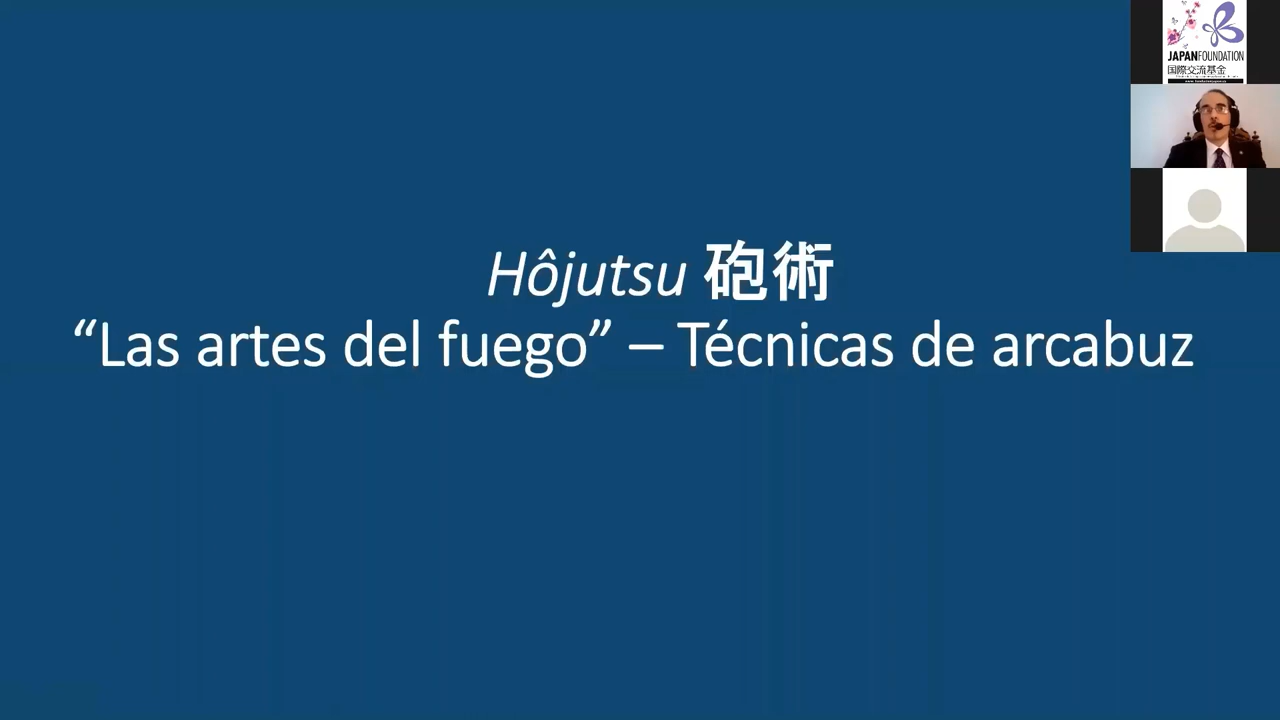 JAPANFOUNDATION
国際交流基金
Hôjutsu 砲術
“Las artes del fuego” – Técnicas de arcabuz